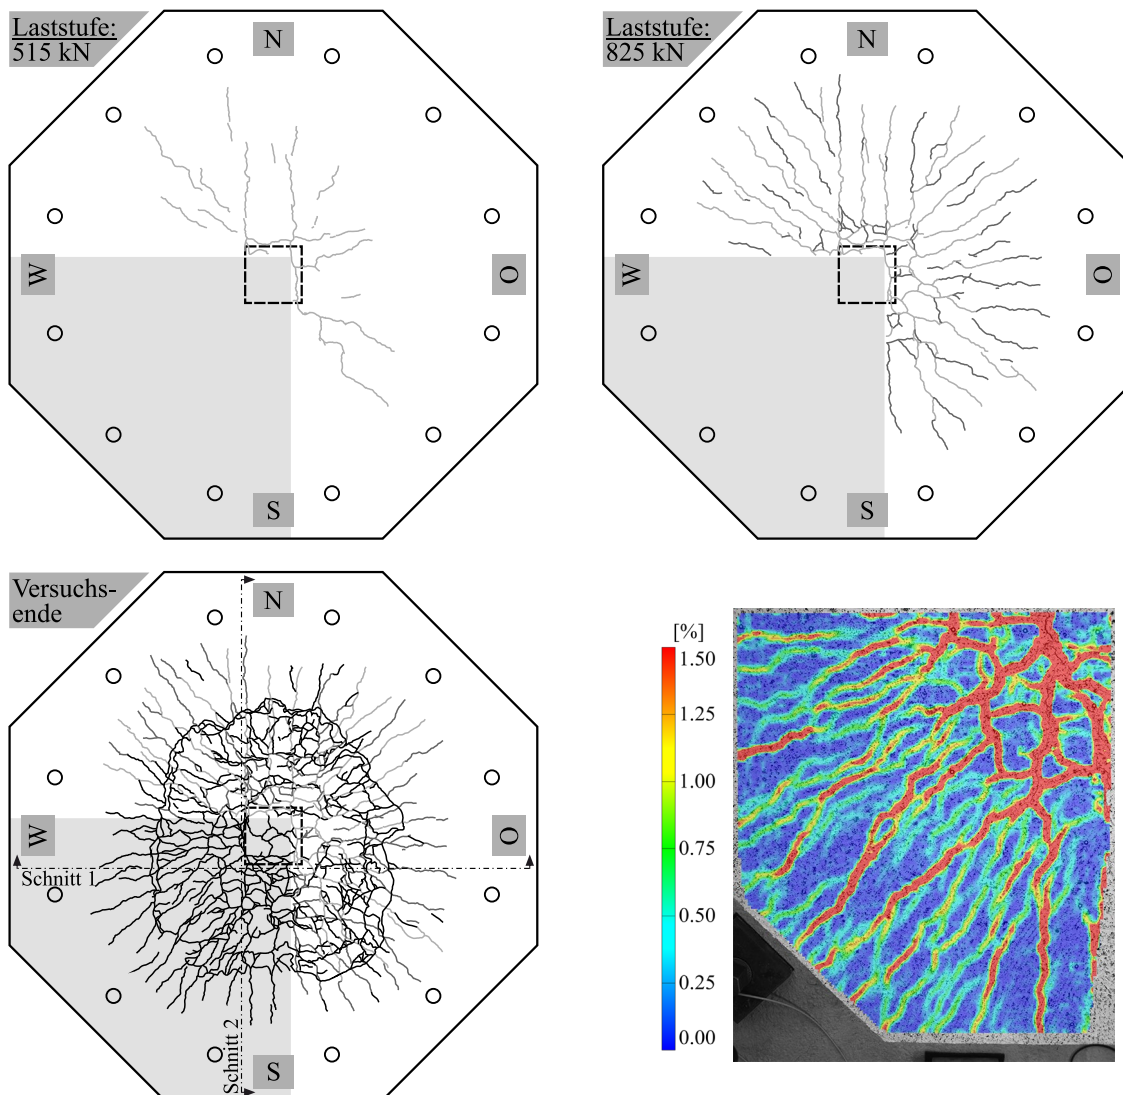 Laststufe:
515 kN
N
W
O
S
Laststufe:
825 kN
N
W
O
S
Versuchs-
ende
N
W
O
Schnitt 1
Schnitt 2
S
[%]
1.50
1.25
1.00
0.75
0.50
0.25
0.00